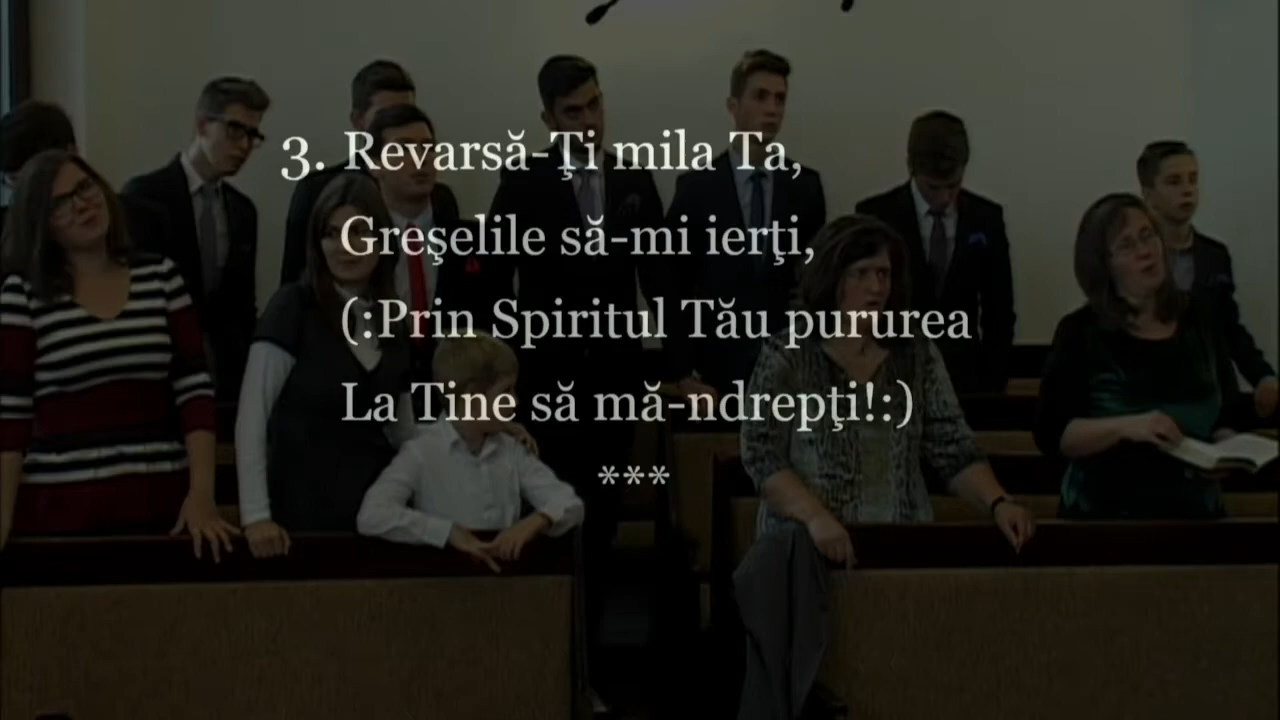 3. Revarsă-Ţi mila Ta,
Greşelile să-mi ierţi,
(:Prin Spiritul Tău pururea
La Tine să mă-ndrepţi!:)
***